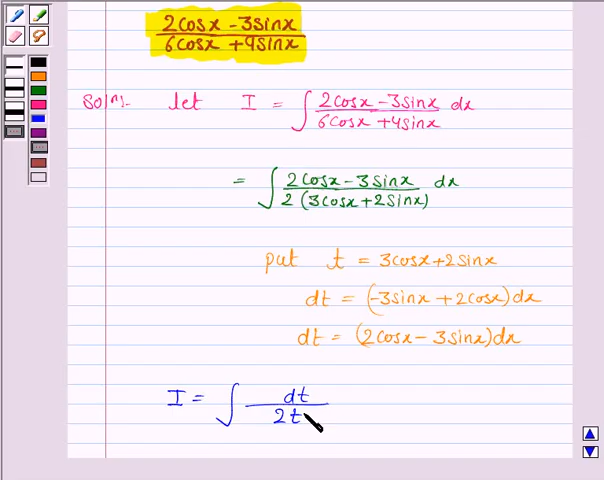 2cosx - 3sinx
6cosx + 4sinx
Soln. let I = ∫ 2cosx - 3sinx dx
6cosx + 4sinx
= ∫ 2cosx - 3sinx dx
2 (3cosx + 2sinx)
put t = 3cosx + 2sinx
dt = (-3sinx + 2cosx)dx
dt = (2cosx - 3sinx)dx
I = ∫ dt
2t